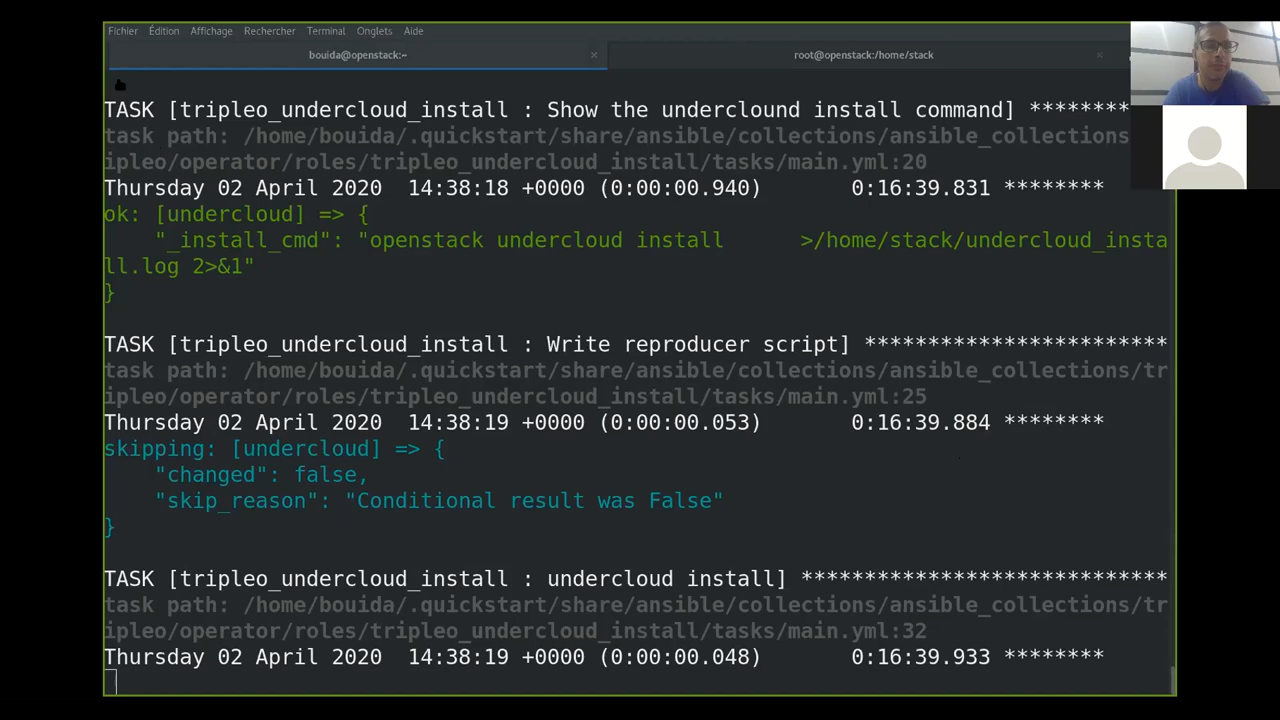 Fichier Édition Affichage Rechercher Terminal Onglets Aide
bouida@openstack:~ × root@openstack:/home/stack ×
TASK [tripleo_undercloud_install : Show the underclound install command] ********
task path: /home/bouida/.quickstart/share/ansible/collections/ansible_collections
ipleo/operator/roles/tripleo_undercloud_install/tasks/main.yml:20
Thursday 02 April 2020  14:38:18 +0000 (0:00:00.940)       0:16:39.831 ********
ok: [undercloud] => {
    "_install_cmd": "openstack undercloud install      >/home/stack/undercloud_insta
ll.log 2>&1"
}
TASK [tripleo_undercloud_install : Write reproducer script] ************************
task path: /home/bouida/.quickstart/share/ansible/collections/ansible_collections/tr
ipleo/operator/roles/tripleo_undercloud_install/tasks/main.yml:25
Thursday 02 April 2020  14:38:19 +0000 (0:00:00.053)       0:16:39.884 ********
skipping: [undercloud] => {
    "changed": false,
    "skip_reason": "Conditional result was False"
}
TASK [tripleo_undercloud_install : undercloud install] *****************************
task path: /home/bouida/.quickstart/share/ansible/collections/ansible_collections/tr
ipleo/operator/roles/tripleo_undercloud_install/tasks/main.yml:32
Thursday 02 April 2020  14:38:19 +0000 (0:00:00.048)       0:16:39.933 ********